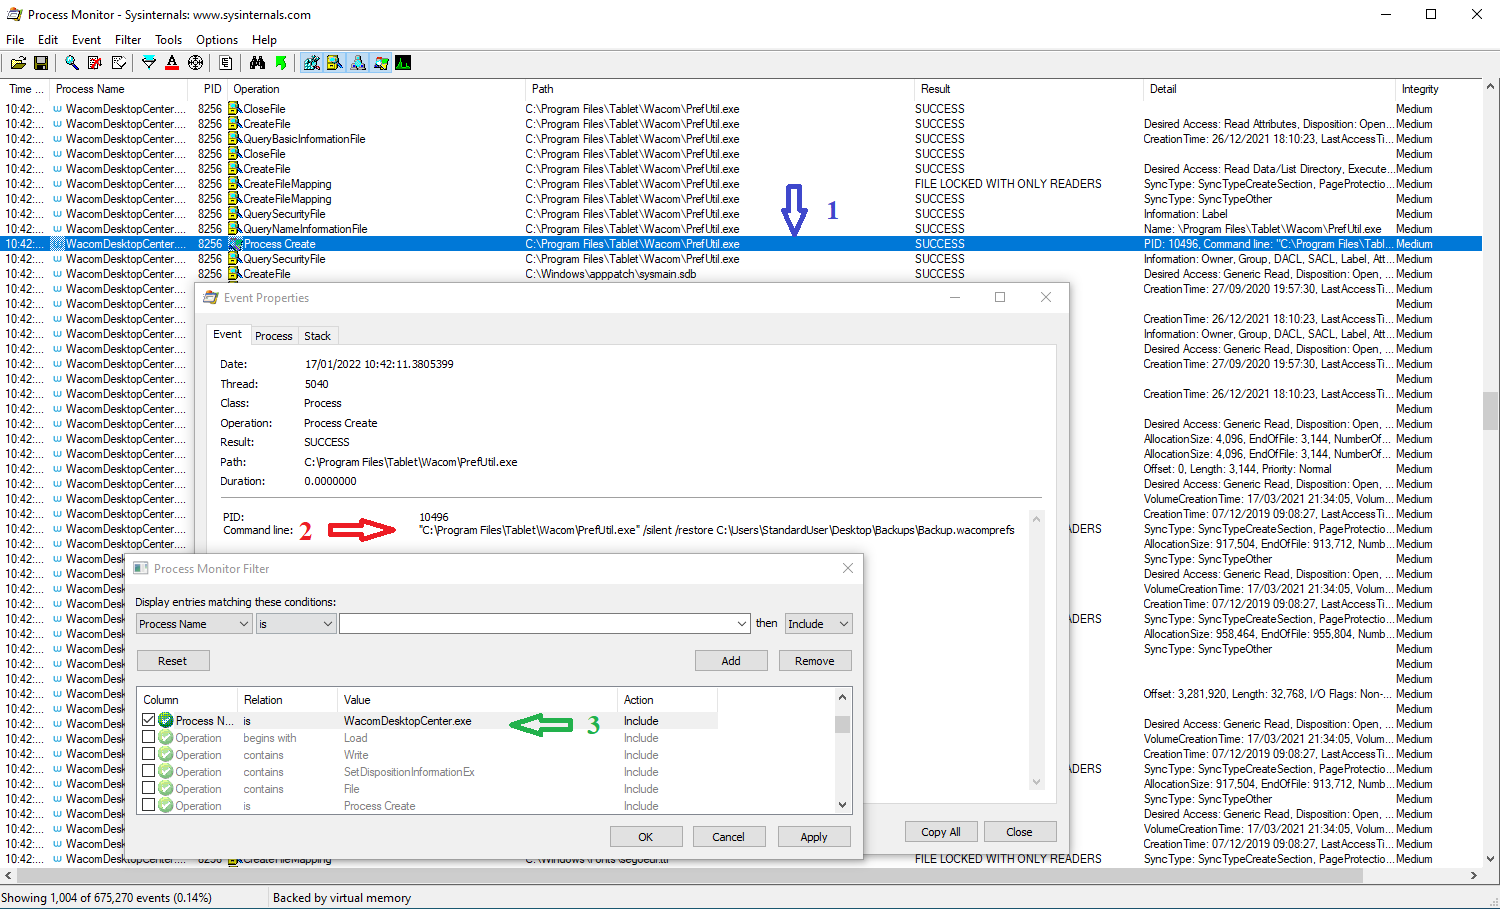 Process Monitor - Sysinternals: www.sysinternals.com
File Edit Event Filter Tools Options Help
Time ... Process Name PID Operation Path Result Detail Integrity
10:42:... WacomDesktopCenter.... 8256 CloseFile C:\Program Files\Tablet\Wacom\PrefUtil.exe SUCCESS Medium
10:42:... WacomDesktopCenter.... 8256 CreateFile C:\Program Files\Tablet\Wacom\PrefUtil.exe SUCCESS Desired Access: Read Attributes, Disposition: Open... Medium
10:42:... WacomDesktopCenter.... 8256 QueryBasicInformationFile C:\Program Files\Tablet\Wacom\PrefUtil.exe SUCCESS CreationTime: 26/12/2021 18:10:23, LastAccessTi... Medium
10:42:... WacomDesktopCenter.... 8256 CloseFile C:\Program Files\Tablet\Wacom\PrefUtil.exe SUCCESS Medium
10:42:... WacomDesktopCenter.... 8256 CreateFile C:\Program Files\Tablet\Wacom\PrefUtil.exe SUCCESS Desired Access: Read Data/List Directory, Execute... Medium
10:42:... WacomDesktopCenter.... 8256 CreateFileMapping C:\Program Files\Tablet\Wacom\PrefUtil.exe FILE LOCKED WITH ONLY READERS SyncType: SyncTypeCreateSection, PageProtectio... Medium
10:42:... WacomDesktopCenter.... 8256 CreateFileMapping C:\Program Files\Tablet\Wacom\PrefUtil.exe SUCCESS SyncType: SyncTypeOther Medium
10:42:... WacomDesktopCenter.... 8256 QuerySecurityFile C:\Program Files\Tablet\Wacom\PrefUtil.exe SUCCESS Information: Label Medium
1
10:42:... WacomDesktopCenter.... 8256 QueryNameInformationFile C:\Program Files\Tablet\Wacom\PrefUtil.exe SUCCESS Name: \Program Files\Tablet\Wacom\PrefUtil.exe Medium
10:42:... WacomDesktopCenter.... 8256 Process Create C:\Program Files\Tablet\Wacom\PrefUtil.exe SUCCESS PID: 10496, Command line: "C:\Program Files\Tabl... Medium
10:42:... WacomDesktopCenter.... 8256 QuerySecurityFile C:\Program Files\Tablet\Wacom\PrefUtil.exe SUCCESS Information: Owner, Group, DACL, SACL, Label, Att... Medium
10:42:... WacomDesktopCenter.... 8256 CreateFile C:\Windows\apppatch\sysmain.sdb SUCCESS Desired Access: Generic Read, Disposition: Open, ... Medium
Event Properties
Event Process Stack
Date: 17/01/2022 10:42:11.3805399
Thread: 5040
Class: Process
Operation: Process Create
Result: SUCCESS
Path: C:\Program Files\Tablet\Wacom\PrefUtil.exe
Duration: 0.0000000
PID: 10496
Command line: 2 "C:\Program Files\Tablet\Wacom\PrefUtil.exe" /silent /restore C:\Users\StandardUser\Desktop\Backups\Backup.wacomprefs
Copy All Close
Process Monitor Filter
Display entries matching these conditions:
Process Name is then Include
Reset Add Remove
Column Relation Value Action
Process N... is WacomDesktopCenter.exe Include
3
Operation begins with Load Include
Operation contains Write Include
Operation contains SetDispositionInformationEx Include
Operation contains File Include
Operation is Process Create Include
OK Cancel Apply
CreationTime: 27/09/2020 19:57:30, LastAccessTi... Medium
Medium
CreationTime: 26/12/2021 18:10:23, LastAccessTi... Medium
Information: Owner, Group, DACL, SACL, Label, Att... Medium
Desired Access: Generic Read, Disposition: Open, ... Medium
CreationTime: 27/09/2020 19:57:30, LastAccessTi... Medium
Medium
CreationTime: 26/12/2021 18:10:23, LastAccessTi... Medium
Medium
Desired Access: Generic Read, Disposition: Open, ... Medium
AllocationSize: 4,096, EndOfFile: 3,144, NumberOf... Medium
AllocationSize: 4,096, EndOfFile: 3,144, NumberOf... Medium
Offset: 0, Length: 3,144, Priority: Normal Medium
Desired Access: Generic Read, Disposition: Open, ... Medium
VolumeCreationTime: 17/03/2021 21:34:05, Volum... Medium
CreationTime: 07/12/2019 09:08:27, LastAccessTi... Medium
READERS SyncType: SyncTypeCreateSection, PageProtectio... Medium
AllocationSize: 917,504, EndOfFile: 913,712, Numb... Medium
SyncType: SyncTypeOther Medium
Desired Access: Generic Read, Disposition: Open, ... Medium
VolumeCreationTime: 17/03/2021 21:34:05, Volum... Medium
CreationTime: 07/12/2019 09:08:27, LastAccessTi... Medium
ADERS SyncType: SyncTypeCreateSection, PageProtectio... Medium
AllocationSize: 958,464, EndOfFile: 955,804, Numb... Medium
SyncType: SyncTypeOther Medium
Medium
Medium
Offset: 3,281,920, Length: 32,768, I/O Flags: Non-... Medium
Medium
Desired Access: Generic Read, Disposition: Open, ... Medium
VolumeCreationTime: 17/03/2021 21:34:05, Volum... Medium
CreationTime: 07/12/2019 09:08:27, LastAccessTi... Medium
ADERS SyncType: SyncTypeCreateSection, PageProtectio... Medium
AllocationSize: 917,504, EndOfFile: 913,712, Numb... Medium
SyncType: SyncTypeOther Medium
Desired Access: Generic Read, Disposition: Open, ... Medium
VolumeCreationTime: 17/03/2021 21:34:05, Volum... Medium
CreationTime: 07/12/2019 09:08:27, LastAccessTi... Medium
10:42:... WacomDesktopCenter.... 8256 CreateFileMapping C:\Windows\Fonts\segoeui.ttf FILE LOCKED WITH ONLY READERS SyncType: SyncTypeCreateSection, PageProtectio... Medium
Showing 1,004 of 675,270 events (0.14%) Backed by virtual memory